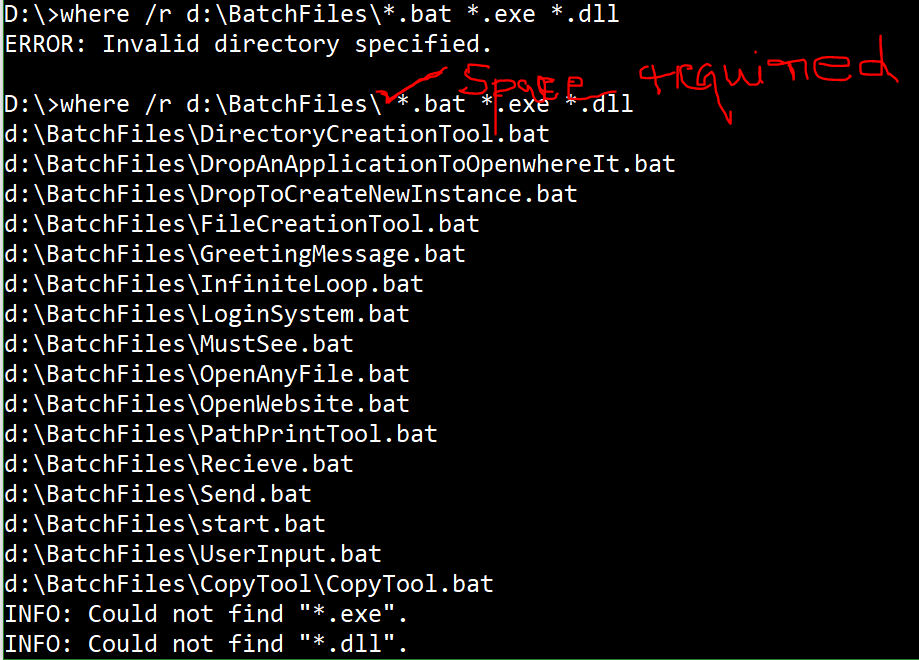 D:\>where /r d:\BatchFiles\*.bat *.exe *.dll
ERROR: Invalid directory specified.
Space required
D:\>where /r d:\BatchFiles\ *.bat *.exe *.dll
d:\BatchFiles\DirectoryCreationTool.bat
d:\BatchFiles\DropAnApplicationToOpenwhereIt.bat
d:\BatchFiles\DropToCreateNewInstance.bat
d:\BatchFiles\FileCreationTool.bat
d:\BatchFiles\GreetingMessage.bat
d:\BatchFiles\InfiniteLoop.bat
d:\BatchFiles\LoginSystem.bat
d:\BatchFiles\MustSee.bat
d:\BatchFiles\OpenAnyFile.bat
d:\BatchFiles\OpenWebsite.bat
d:\BatchFiles\PathPrintTool.bat
d:\BatchFiles\Recieve.bat
d:\BatchFiles\Send.bat
d:\BatchFiles\start.bat
d:\BatchFiles\UserInput.bat
d:\BatchFiles\CopyTool\CopyTool.bat
INFO: Could not find "*.exe".
INFO: Could not find "*.dll".